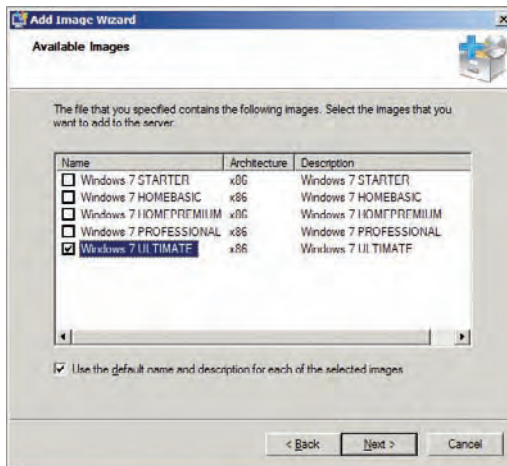 Add Image Wizard
Available Images
The file that you specified contains the following images. Select the images that you
want to add to the server.
Name Architecture Description
Windows 7 STARTER x86 Windows 7 STARTER
Windows 7 HOMEBASIC x86 Windows 7 HOMEBASIC
Windows 7 HOMEPREMIUM x86 Windows 7 HOMEPREMIUM
Windows 7 PROFESSIONAL x86 Windows 7 PROFESSIONAL
Windows 7 ULTIMATE x86 Windows 7 ULTIMATE
Use the default name and description for each of the selected images
< Back Next > Cancel